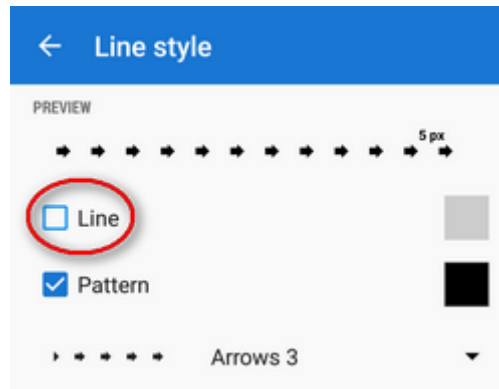 Line style
PREVIEW
5 px
Line
Pattern
Arrows 3